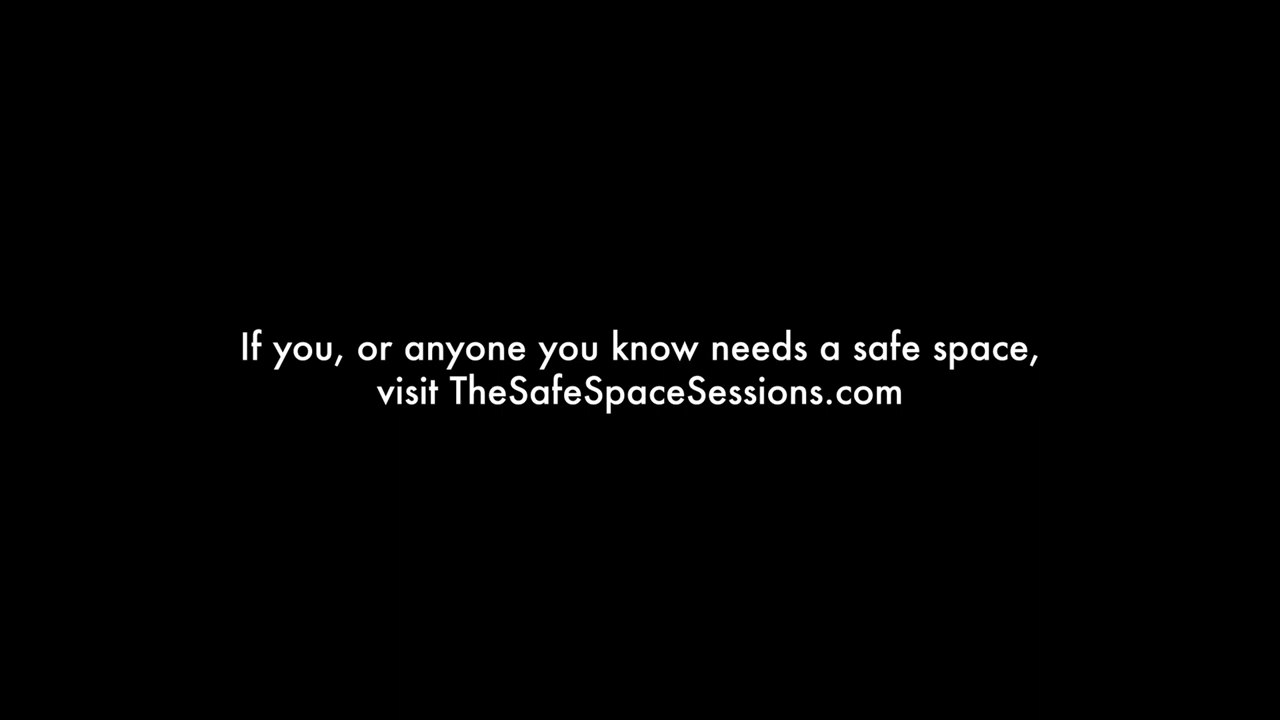 If you, or anyone you know needs a safe space,
visit TheSafeSpaceSessions.com